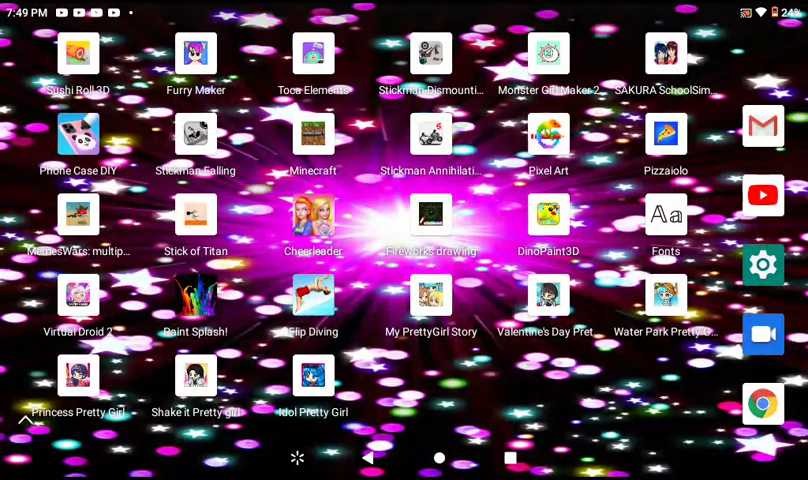 7:49 PM
24%
Sushi Roll 3D
Furry Maker
Toca Elements
Stickman Dismounti...
Monster Girl Maker 2
SAKURA SchoolSim...
Phone Case DIY
Stickman Falling
Minecraft
Stickman Annihilati...
Pixel Art
Pizzaiolo
MemesWars: multip...
Stick of Titan
Cheerleader
Fireworks drawing
DinoPaint3D
Aa
Fonts
Virtual Droid 2
Paint Splash!
Flip Diving
My PrettyGirl Story
Valentine's Day Pret...
Water Park Pretty G...
Princess Pretty Girl
Shake it Pretty girl
Idol Pretty Girl